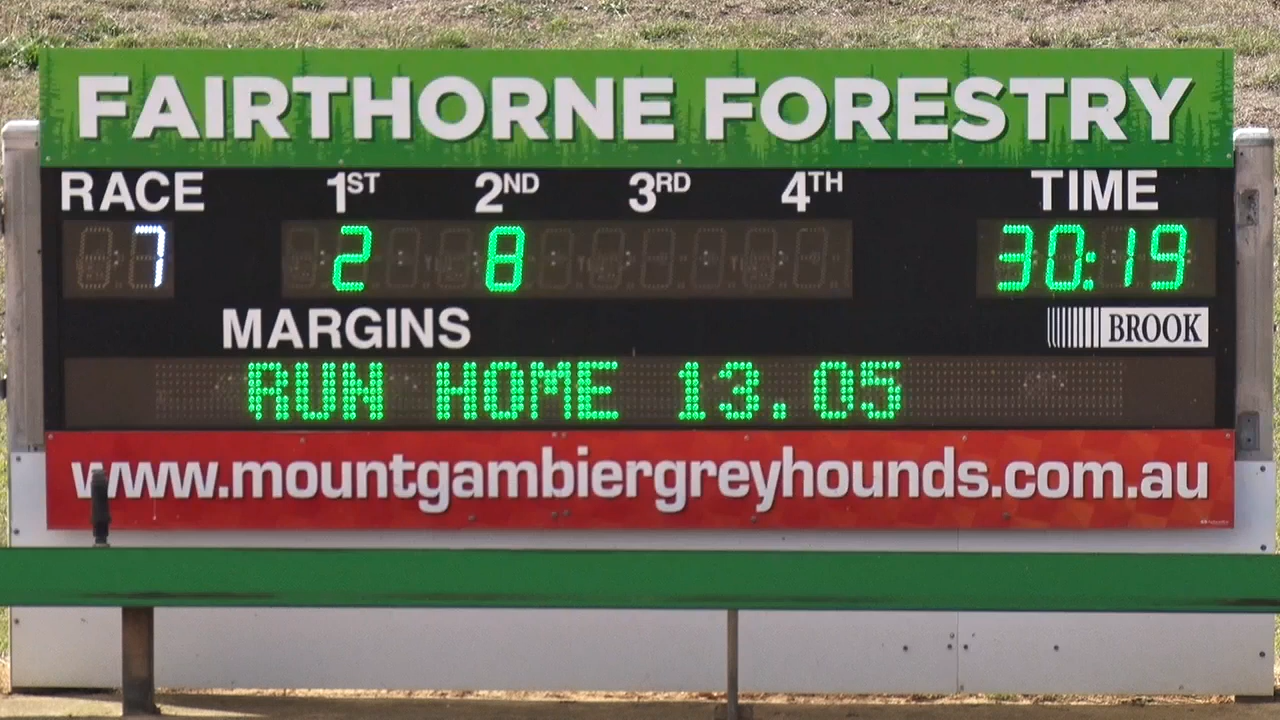 FAIRTHORNE FORESTRY
RACE 1ST 2ND 3RD 4TH TIME
7 2 8 30:19
MARGINS BROOK
RUN HOME 13.05
www.mountgambiergreyhounds.com.au